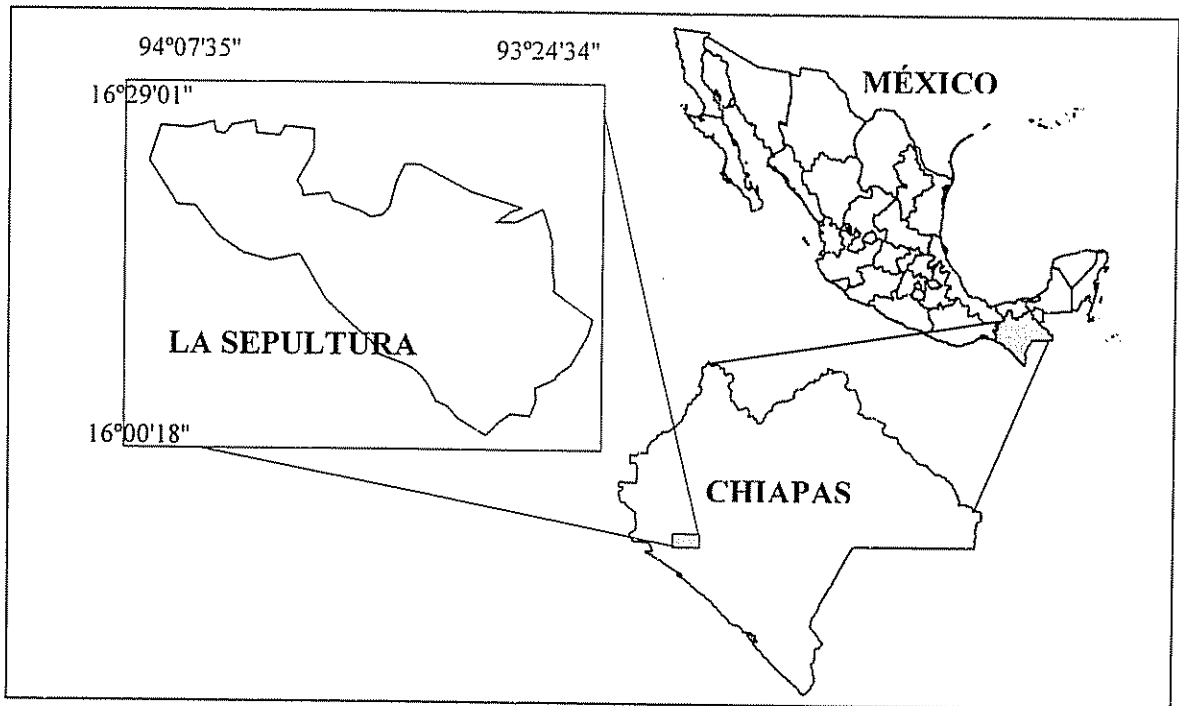 94º07'35"
93º24'34"
16º29'01"
MÉXICO
LA SEPULTURA
16º00'18"
CHIAPAS